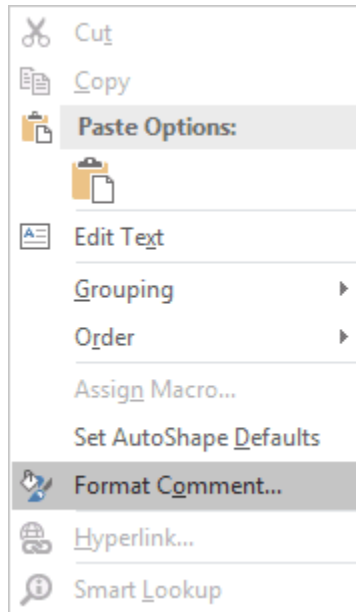 Cut
Copy
Paste Options:
Edit Text
Grouping
Order
Assign Macro...
Set AutoShape Defaults
Format Comment...
Hyperlink...
Smart Lookup